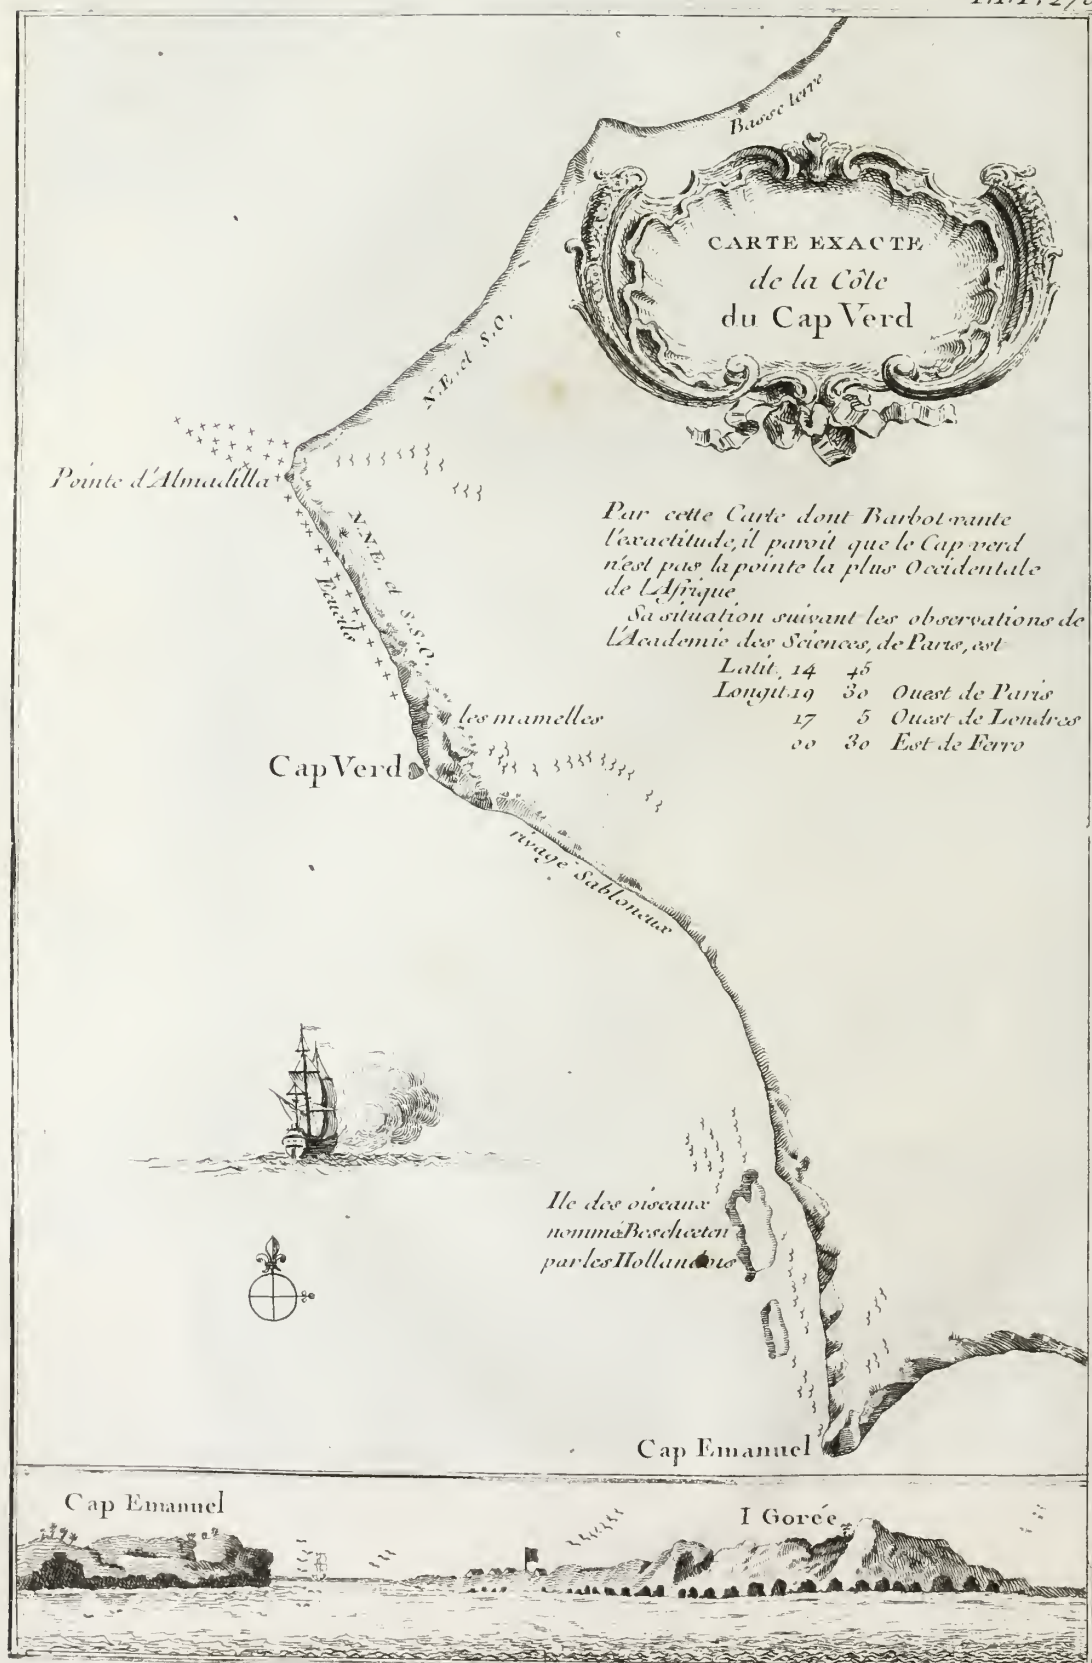 Basse terre
CARTE EXACTE
de la Côte
du Cap Verd
N.E. et S.O.
Pointe d'Almadilla
N.N.E. et S.S.O.
Ecueils
Par cette Carte dont Barbot vante
l'exactitude, il paroit que le Cap verd
n'est pas la pointe la plus Occidentale
de l'Afrique
Sa situation suivant les observations de
l'Academie des Sciences, de Paris, est
Latit. 14 45
Longit. 19 30 Ouest de Paris
17 5 Ouest de Londres
00 30 Est de Ferro
les mamelles
Cap Verd
rivage Sabloneux
Ile des oiseaux
nommé Bescheeten
par les Hollandois
Cap Emanuel
Cap Emanuel
I Gorée